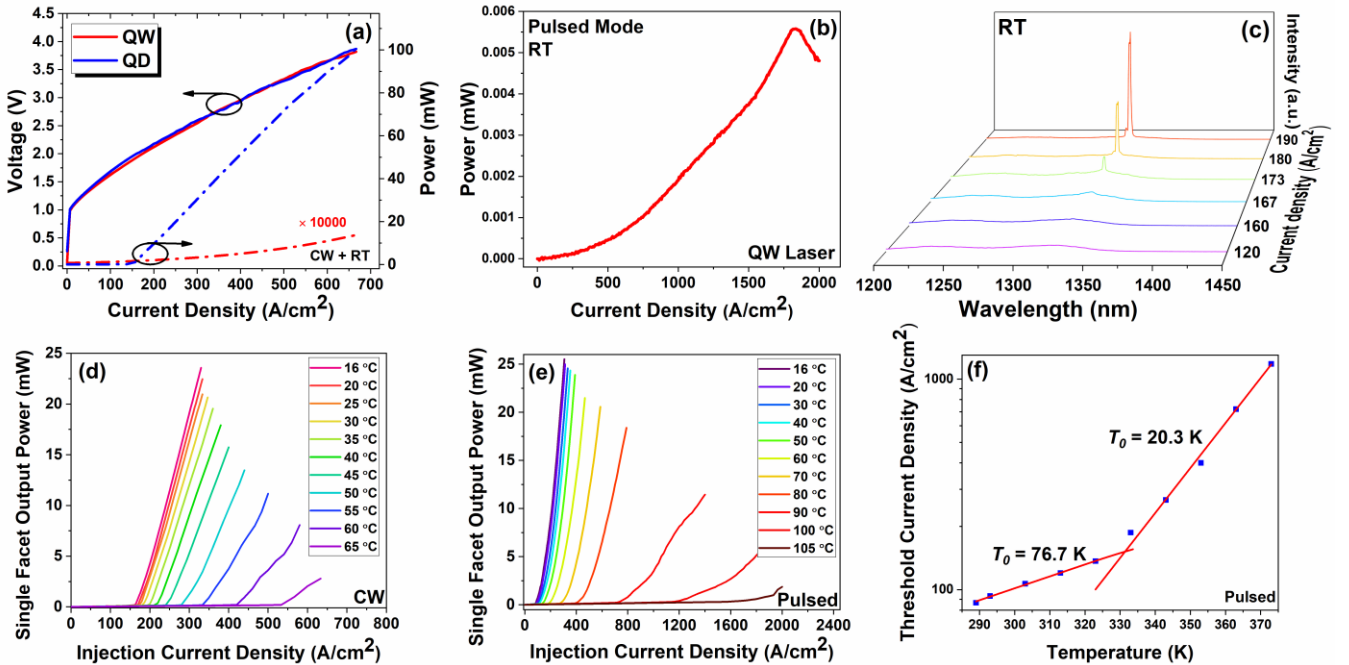 (a)
QW
QD
× 10000
CW + RT
4.5
4.0
3.5
3.0
2.5
2.0
1.5
1.0
0.5
0.0
Voltage (V)
100
80
60
40
20
0
Power (mW)
0 100 200 300 400 500 600 700
Current Density (A/cm²)
Pulsed Mode
RT
(b)
QW Laser
0.006
0.005
0.004
0.003
0.002
0.001
0.000
Power (mW)
0 500 1000 1500 2000
Current Density (A/cm²)
RT
(c)
Intensity (a.u.)
190
180
173
167
160
120
Current density (A/cm²)
1200 1250 1300 1350 1400 1450
Wavelength (nm)
(d)
16 °C
20 °C
25 °C
30 °C
35 °C
40 °C
45 °C
50 °C
55 °C
60 °C
65 °C
CW
25
20
15
10
5
0
Single Facet Output Power (mW)
0 100 200 300 400 500 600 700 800
Injection Current Density (A/cm²)
(e)
16 °C
20 °C
30 °C
40 °C
50 °C
60 °C
70 °C
80 °C
90 °C
100 °C
105 °C
Pulsed
25
20
15
10
5
0
Single Facet Output Power (mW)
0 400 800 1200 1600 2000 2400
Injection Current Density (A/cm²)
(f)
T₀ = 20.3 K
T₀ = 76.7 K
Pulsed
1000
100
Threshold Current Density (A/cm²)
290 300 310 320 330 340 350 360 370
Temperature (K)